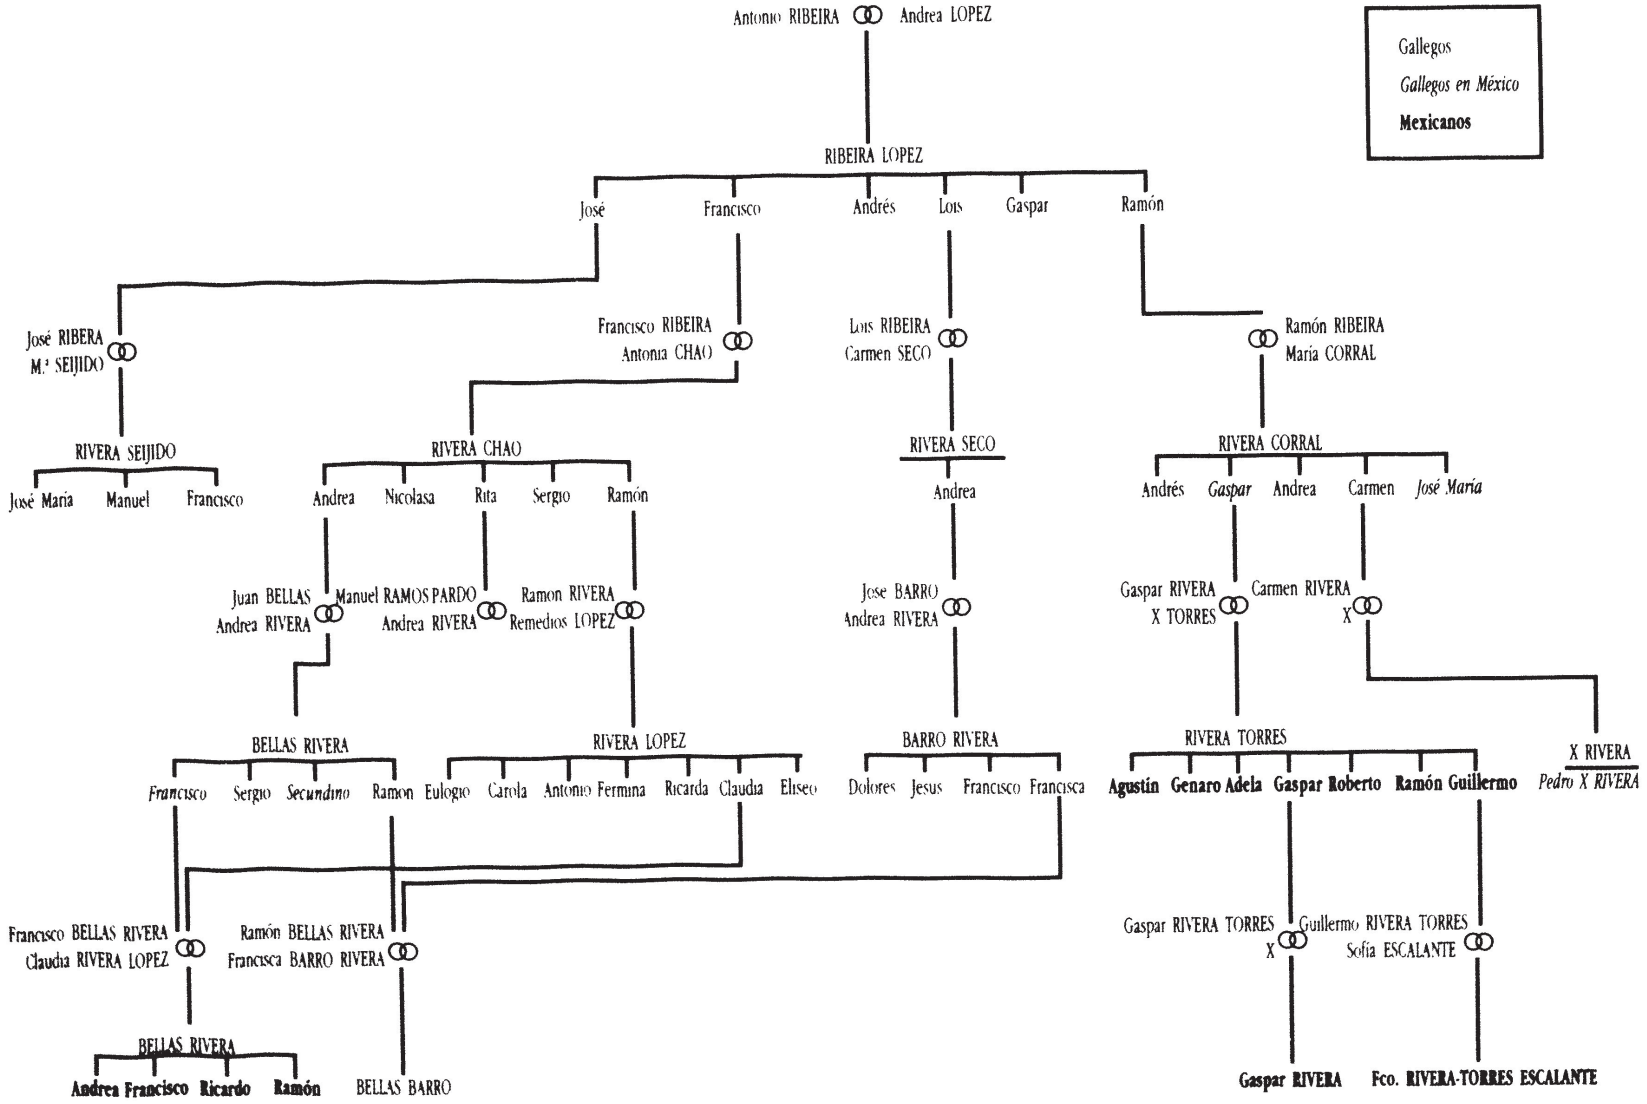 Antonio RIBEIRA Andrea LOPEZ
Gallegos
Gallegos en México
Mexicanos
RIBEIRA LOPEZ
José Francisco Andrés Lois Gaspar Ramón
José RIBERA
M.ª SEIJIDO
Francisco RIBEIRA
Antonia CHAO
Lois RIBEIRA
Carmen SECO
Ramón RIBEIRA
María CORRAL
RIVERA SEIJIDO
José María Manuel Francisco
RIVERA CHAO
Andrea Nicolasa Rita Sergio Ramón
RIVERA SECO
Andrea
RIVERA CORRAL
Andrés Gaspar Andrea Carmen José María
Juan BELLAS
Andrea RIVERA
Manuel RAMOS PARDO
Andrea RIVERA
Ramon RIVERA
Remedios LOPEZ
Jose BARRO
Andrea RIVERA
Gaspar RIVERA
X TORRES
Carmen RIVERA
X
BELLAS RIVERA
Francisco Sergio Secundino Ramon
RIVERA LOPEZ
Eulogio Carola Antonio Fermina Ricarda Claudia Eliseo
BARRO RIVERA
Dolores Jesus Francisco Francisca
RIVERA TORRES
Agustín Genaro Adela Gaspar Roberto Ramón Guillermo
X RIVERA
Pedro X RIVERA
Francisco BELLAS RIVERA
Claudia RIVERA LOPEZ
Ramón BELLAS RIVERA
Francisca BARRO RIVERA
Gaspar RIVERA TORRES
X
Guillermo RIVERA TORRES
Sofía ESCALANTE
BELLAS RIVERA
Andrea Francisco Ricardo Ramón
BELLAS BARRO
Gaspar RIVERA
Fco. RIVERA-TORRES ESCALANTE